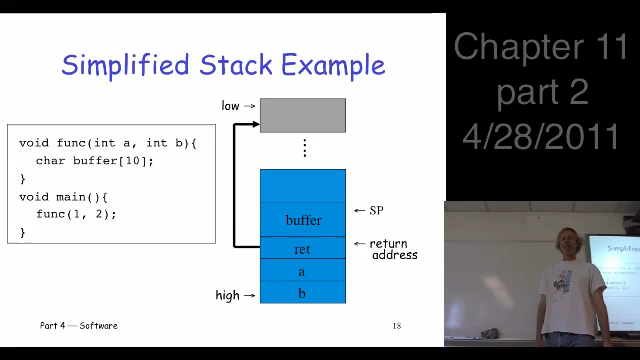 Simplified Stack Example
Chapter 11
part 2
4/28/2011
void func(int a, int b){
char buffer[10];
}
void main(){
func(1, 2);
}
low →
:
buffer
← SP
ret
← return
address
a
high →
b
Part 4 — Software
18
Simplified